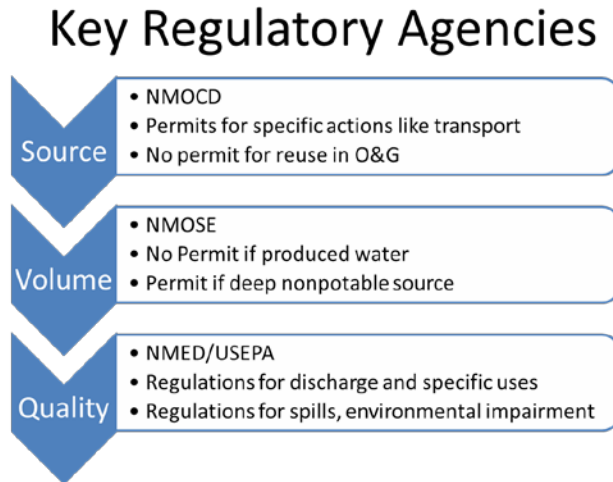 Key Regulatory Agencies
Source
• NMOCD
• Permits for specific actions like transport
• No permit for reuse in O&G
Volume
• NMOSE
• No Permit if produced water
• Permit if deep nonpotable source
Quality
• NMED/USEPA
• Regulations for discharge and specific uses
• Regulations for spills, environmental impairment